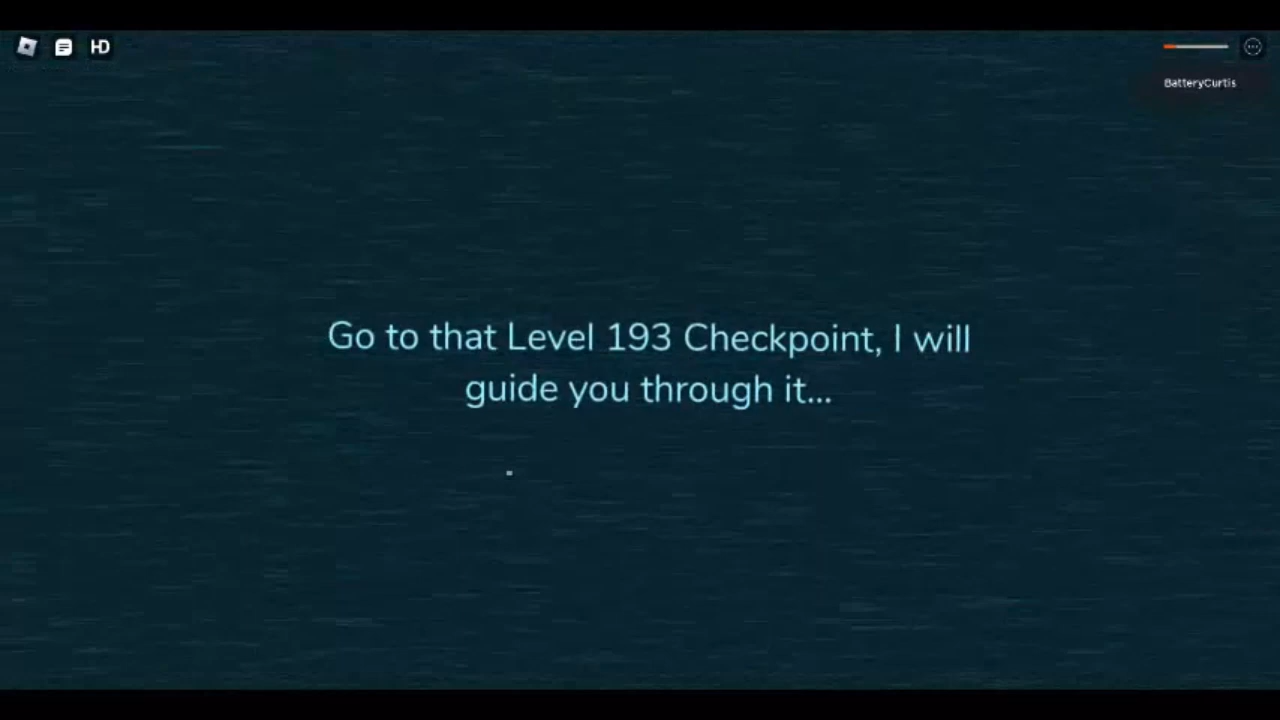 HD
BatteryCurtis
Go to that Level 193 Checkpoint, I will
guide you through it...